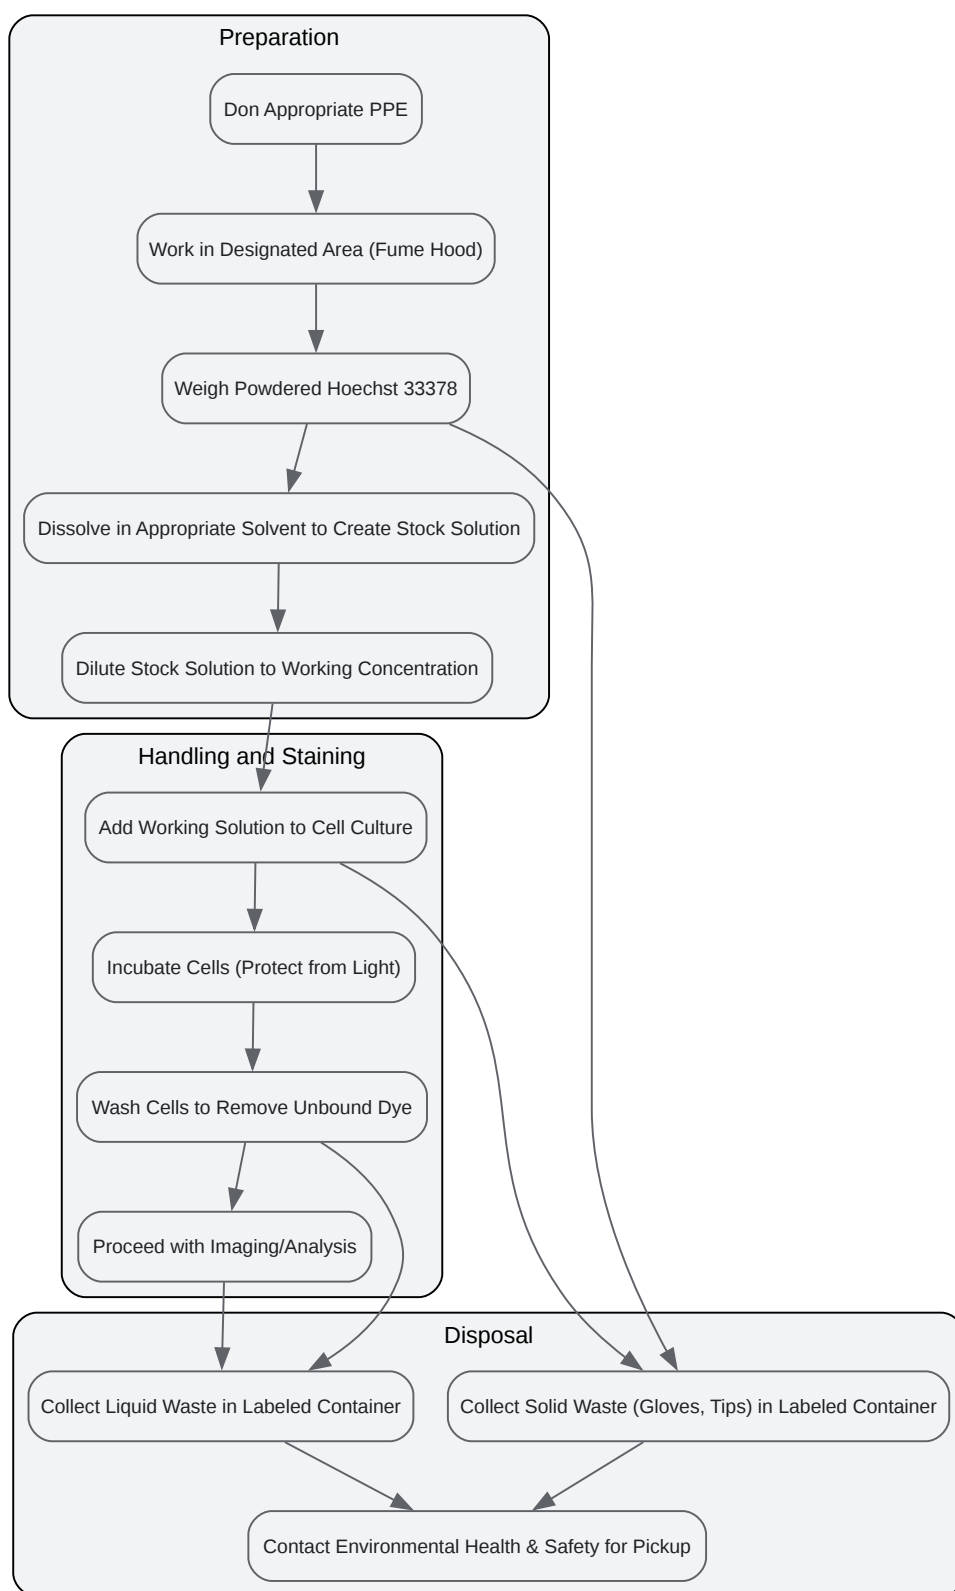 Preparation
Don Appropriate PPE
Work in Designated Area (Fume Hood)
Weigh Powdered Hoechst 33378
Dissolve in Appropriate Solvent to Create Stock Solution
Dilute Stock Solution to Working Concentration
Handling and Staining
Add Working Solution to Cell Culture
Incubate Cells (Protect from Light)
Wash Cells to Remove Unbound Dye
Proceed with Imaging/Analysis
Disposal
Collect Liquid Waste in Labeled Container
Collect Solid Waste (Gloves, Tips) in Labeled Container
Contact Environmental Health & Safety for Pickup